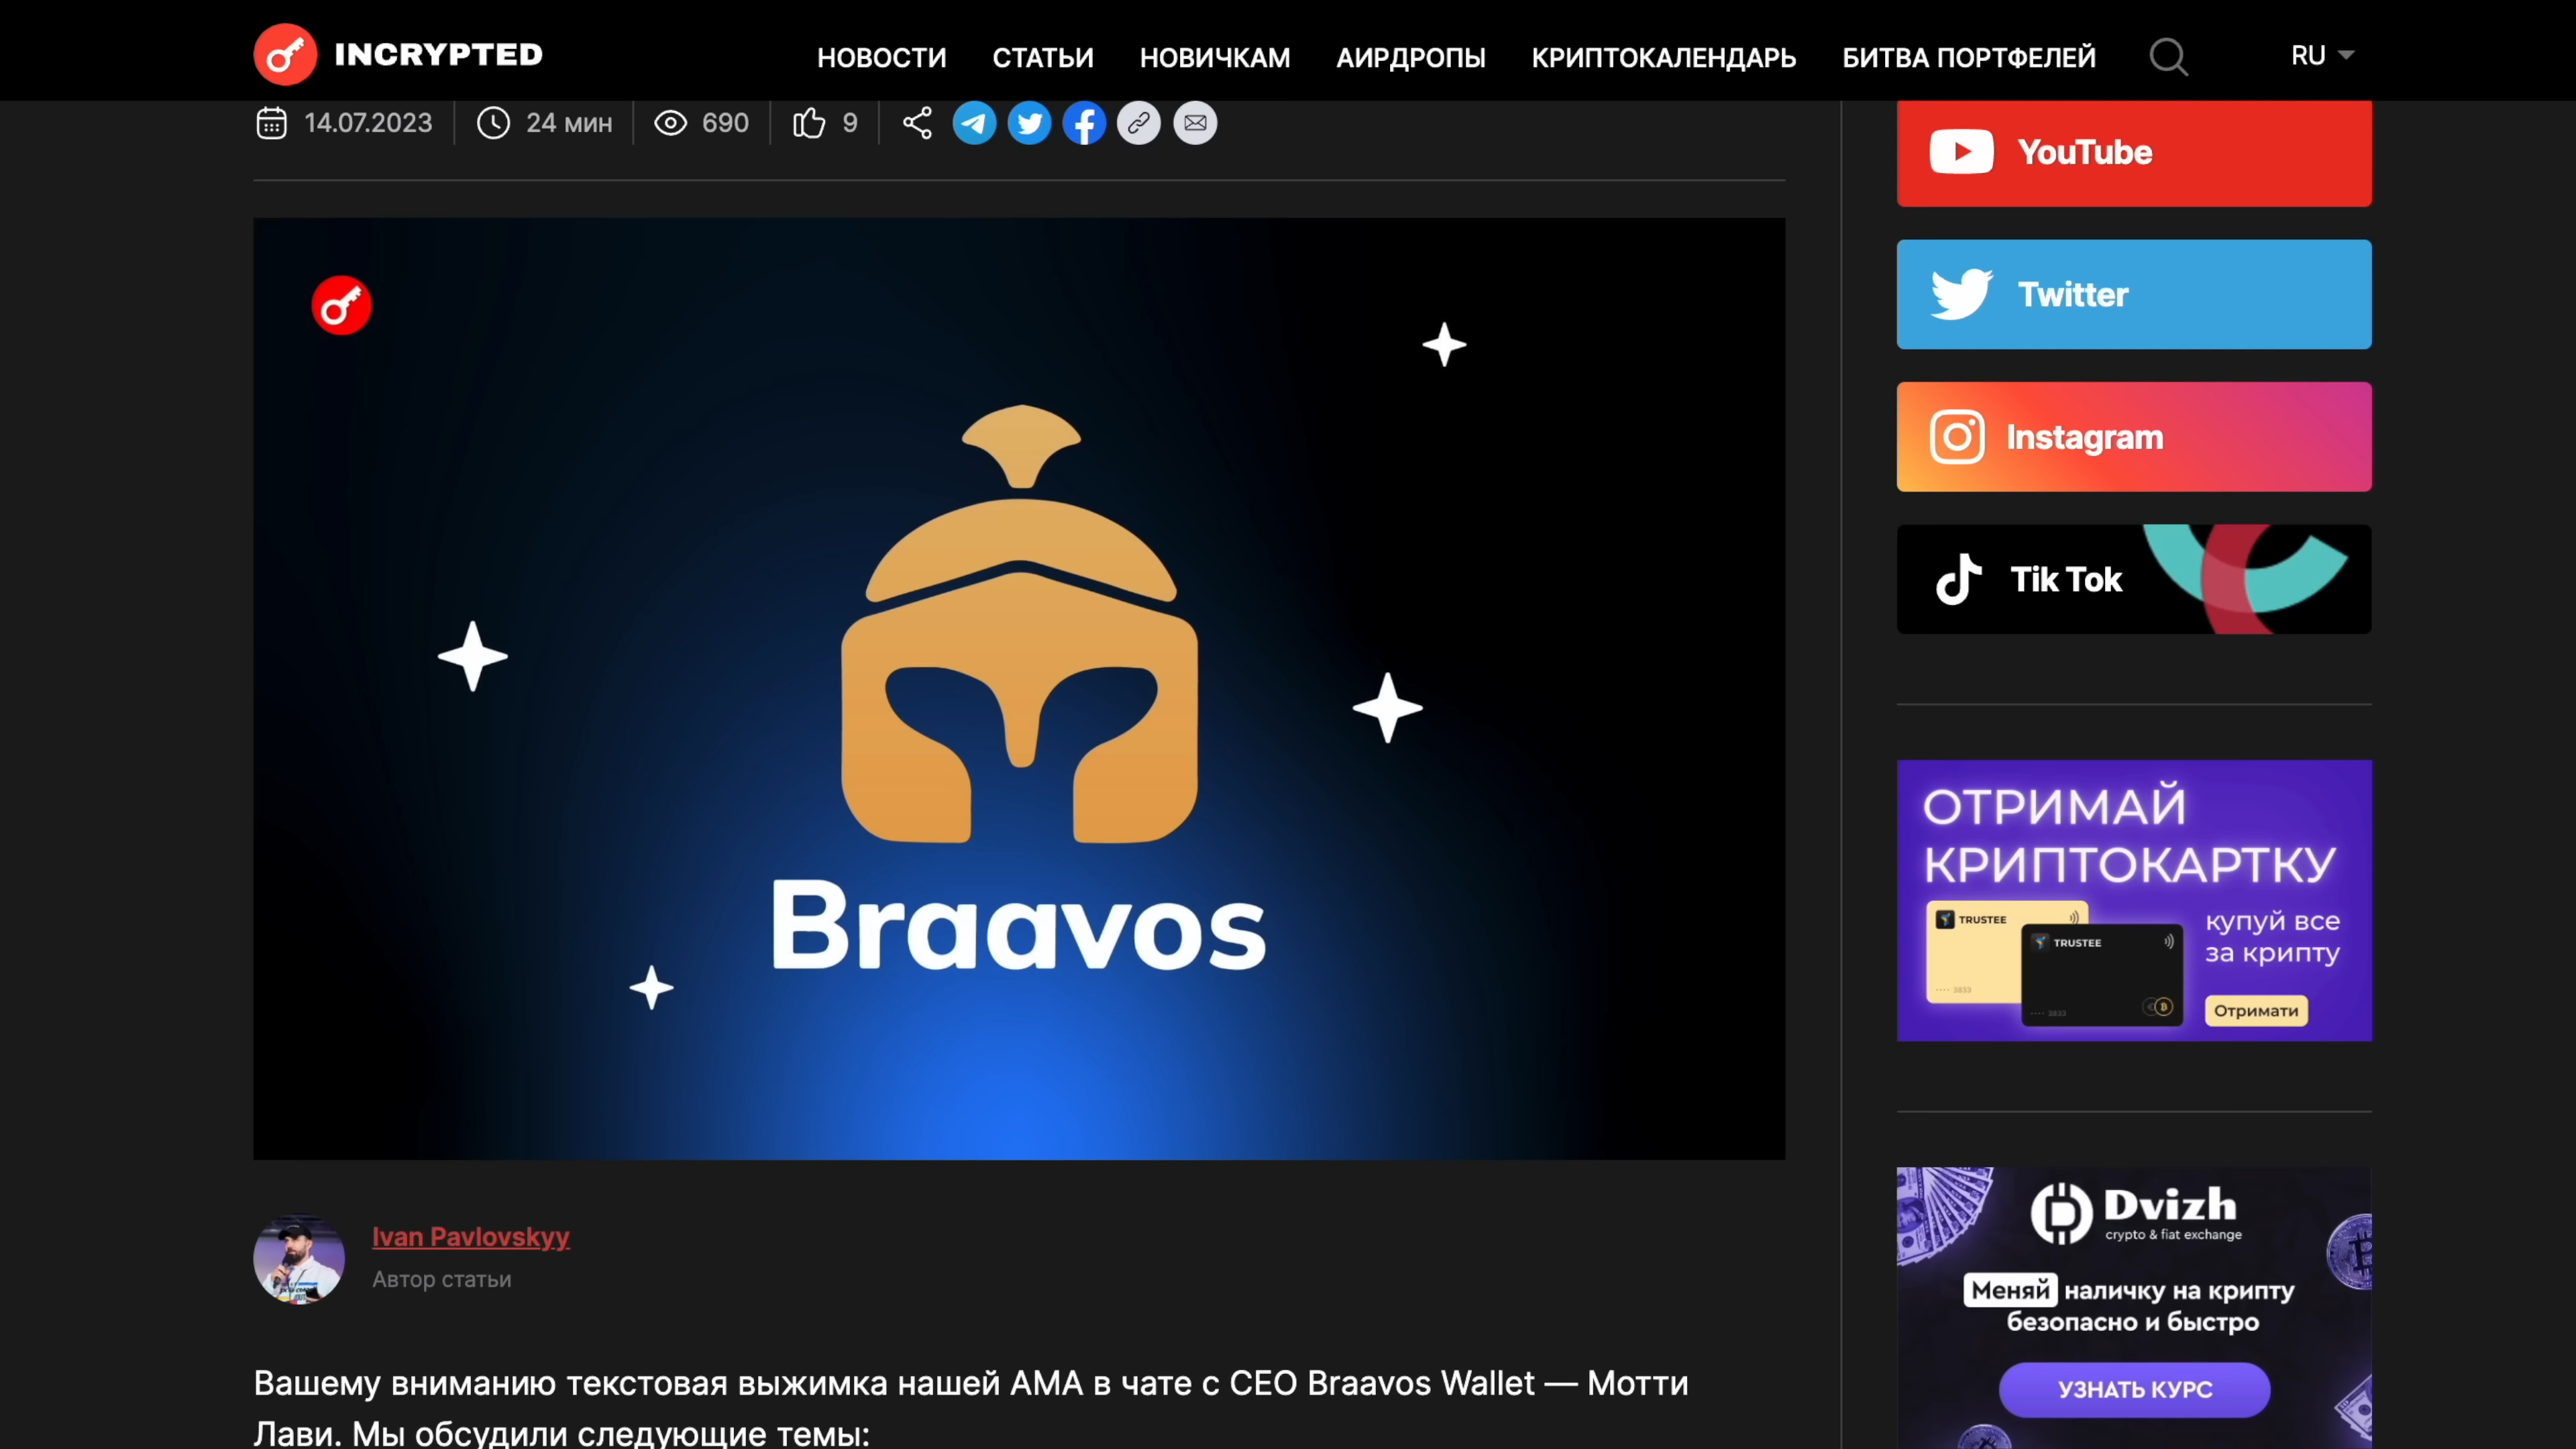 INCRYPTED
НОВОСТИ
СТАТЬИ
НОВИЧКАМ
АИРДРОПЫ
КРИПТОКАЛЕНДАРЬ
БИТВА ПОРТФЕЛЕЙ
RU
14.07.2023
24 мин
690
9
Braavos
Ivan Pavlovskyy
Автор статьи
Вашему вниманию текстовая выжимка нашей AMA в чате с CEO Braavos Wallet — Мотти
Лави. Мы обсудили следующие темы:
YouTube
Twitter
Instagram
Tik Tok
ОТРИМАЙ
КРИПТОКАРТКУ
TRUSTEE
TRUSTEE
купуй все
за крипту
···· 3833
···· 3833
Отримати
Dvizh
crypto & fiat exchange
Меняй наличку на крипту
безопасно и быстро
УЗНАТЬ КУРС